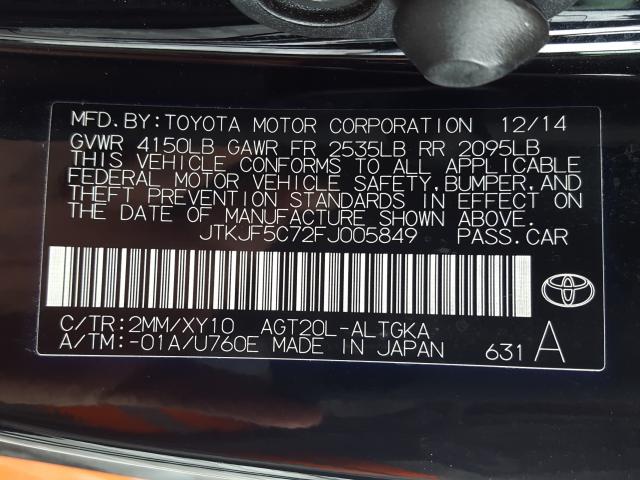 MFD.BY:TOYOTA MOTOR CORPORATION 12/14
GVWR 4150LB GAWR FR 2535LB RR 2095LB
THIS VEHICLE CONFORMS TO ALL APPLICABLE
FEDERAL MOTOR VEHICLE SAFETY,BUMPER,AND
THEFT PREVENTION STANDARDS IN EFFECT ON
THE DATE OF MANUFACTURE SHOWN ABOVE.
JTKJF5C72FJ005849 PASS.CAR
C/TR:2MM/XY10 AGT20L-ALTGKA
A/TM:-01A/U760E MADE IN JAPAN 631 A